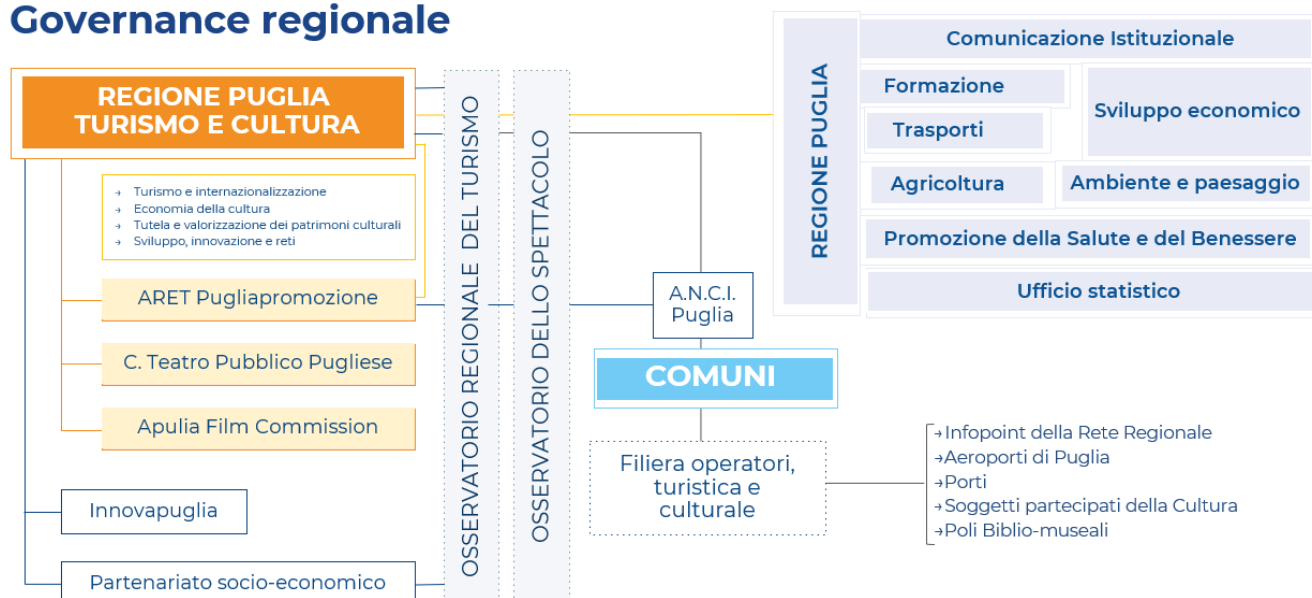 Governance regionale
REGIONE PUGLIA
TURISMO E CULTURA
→ Turismo e internazionalizzazione
→ Economia della cultura
→ Tutela e valorizzazione dei patrimoni culturali
→ Sviluppo, innovazione e reti
ARET Pugliapromozione
C. Teatro Pubblico Pugliese
Apulia Film Commission
Innovapuglia
Partenariato socio-economico
OSSERVATORIO REGIONALE DEL TURISMO
OSSERVATORIO DELLO SPETTACOLO
A.N.C.I.
Puglia
COMUNI
Filiera operatori,
turistica e
culturale
→Infopoint della Rete Regionale
→Aeroporti di Puglia
→Porti
→Soggetti partecipati della Cultura
→Poli Biblio-museali
REGIONE PUGLIA
Comunicazione Istituzionale
Formazione
Trasporti
Sviluppo economico
Agricoltura
Ambiente e paesaggio
Promozione della Salute e del Benessere
Ufficio statistico